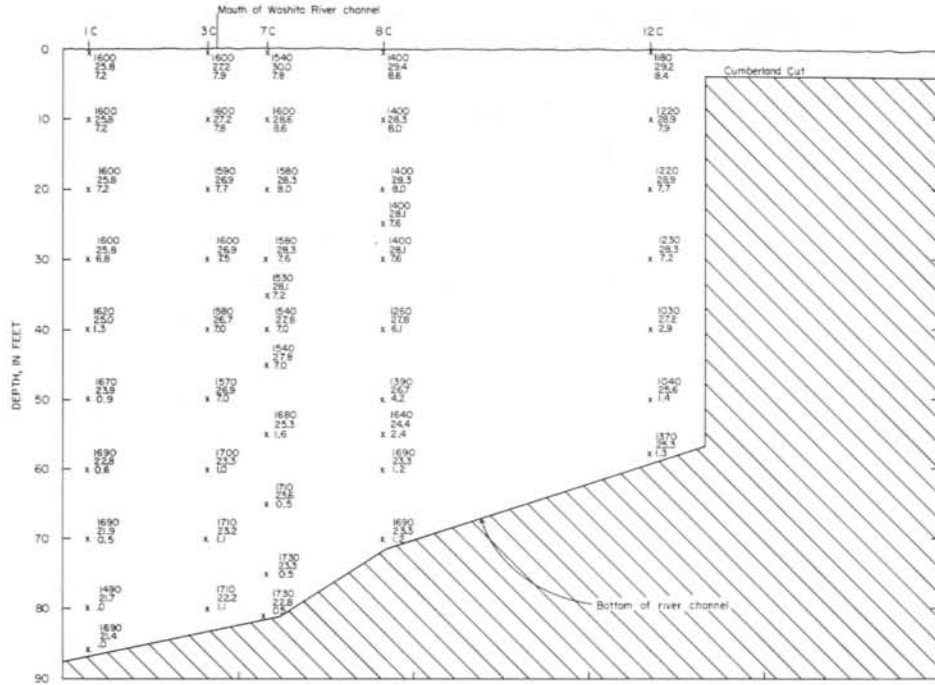 Mouth of Washita River channel
1C 3C 7C 8C 12C
0
1600 1600 1540 1400 1180
25.8 27.2 30.0 29.4 29.2
7.2 7.9 7.8 8.6 8.4
Cumberland Cut
1600 1600 1600 1400 1220
10 x 25.8 x 27.2 x 28.6 x 28.3 x 28.9
7.2 7.8 8.6 8.0 7.9
1600 1590 1580 1400 1220
25.8 26.9 28.3 28.3 28.9
20 x 7.2 x 7.7 x 8.0 x 8.0 x 7.7
1400
28.1
x 7.6
1600 1600 1580 1400 1230
25.8 26.9 28.3 28.1 28.3
30 x 6.8 x 7.5 x 7.6 x 7.6 x 7.2
1530
28.1
x 7.2
1620 1580 1540 1260 1030
25.0 26.7 27.8 27.8
40 x 1.3 x 7.0 x 7.0 x 6.1 x 2.9
1540
27.8
x 7.0
1670 1570 1390 1040
23.9 26.9 26.7 25.6
50 x 0.9 x 7.0 x 4.2 x 1.4
1680 1640
25.3 24.4
x 1.6 x 2.4
1370
25.3
x 1.3
1690 1700 1690
22.8 23.3 23.3
60 x 0.6 x 1.0 x 1.2
1710
23.6
x 0.5
1690 1710 1690
21.9 23.2 23.3
70 x 0.5 x 1.1 x 1.2
1730
23.3
x 0.5
1490 1710 1730
21.7 22.2 22.8
80 x .0 x 1.1 x 0.5
Bottom of river channel
1690
21.4
x .0
90
DEPTH, IN FEET